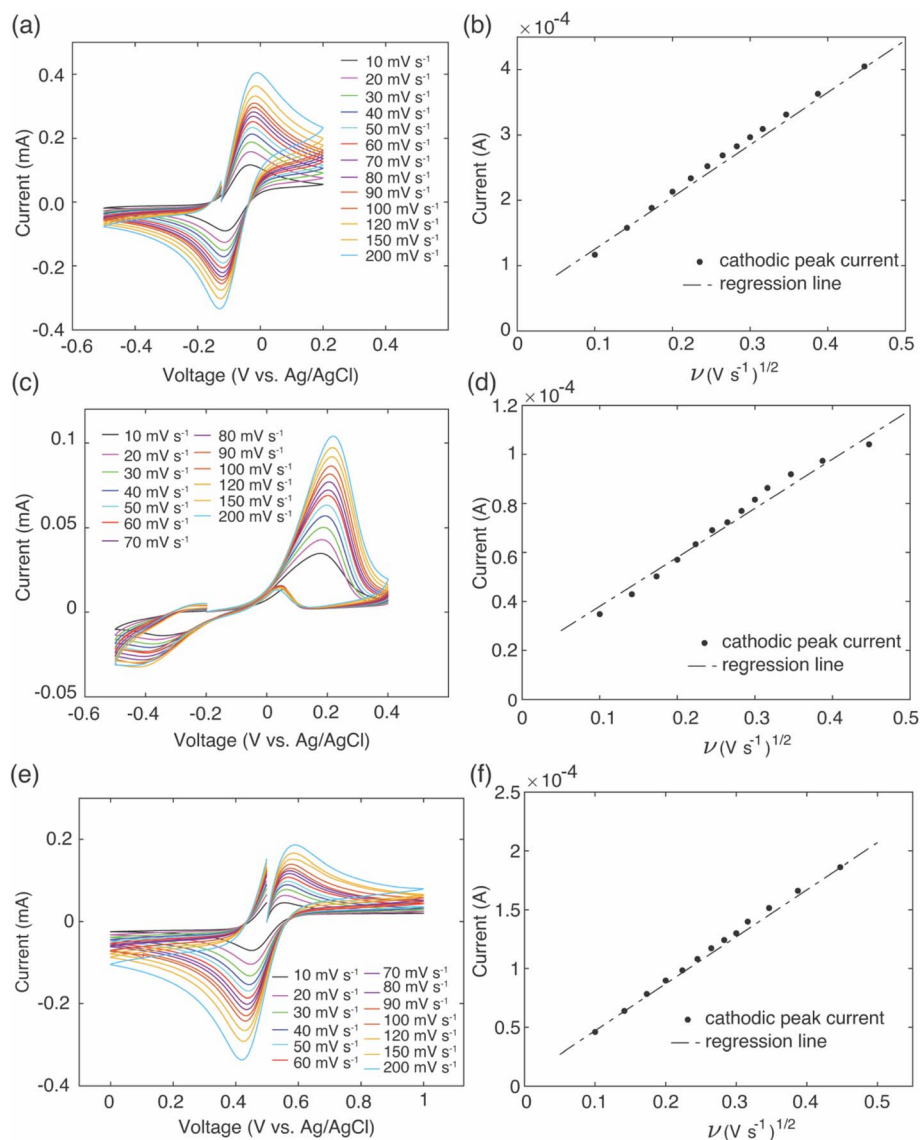 (a)
0.6
0.4
0.2
0.0
-0.2
-0.4
Current (mA)
-0.6 -0.4 -0.2 0 0.2 0.4 0.6
Voltage (V vs. Ag/AgCl)
10 mV s⁻¹
20 mV s⁻¹
30 mV s⁻¹
40 mV s⁻¹
50 mV s⁻¹
60 mV s⁻¹
70 mV s⁻¹
80 mV s⁻¹
90 mV s⁻¹
100 mV s⁻¹
120 mV s⁻¹
150 mV s⁻¹
200 mV s⁻¹
(b)
×10⁻⁴
5
4
3
2
1
0
Current (A)
0.1 0.2 0.3 0.4 0.5
ν(V s⁻¹)¹/²
cathodic peak current
regression line
(c)
0.1
0.05
0
-0.05
Current (mA)
-0.6 -0.4 -0.2 0 0.2 0.4
Voltage (V vs. Ag/AgCl)
10 mV s⁻¹
20 mV s⁻¹
30 mV s⁻¹
40 mV s⁻¹
50 mV s⁻¹
60 mV s⁻¹
70 mV s⁻¹
80 mV s⁻¹
90 mV s⁻¹
100 mV s⁻¹
120 mV s⁻¹
150 mV s⁻¹
200 mV s⁻¹
(d)
×10⁻⁴
1.2
1
0.8
0.6
0.4
0.2
0
Current (A)
0.1 0.2 0.3 0.4 0.5
ν(V s⁻¹)¹/²
cathodic peak current
regression line
(e)
0.2
0
-0.2
-0.4
Current (mA)
0 0.2 0.4 0.6 0.8 1
Voltage (V vs. Ag/AgCl)
10 mV s⁻¹
20 mV s⁻¹
30 mV s⁻¹
40 mV s⁻¹
50 mV s⁻¹
60 mV s⁻¹
70 mV s⁻¹
80 mV s⁻¹
90 mV s⁻¹
100 mV s⁻¹
120 mV s⁻¹
150 mV s⁻¹
200 mV s⁻¹
(f)
×10⁻⁴
2.5
2
1.5
1
0.5
0
Current (A)
0 0.1 0.2 0.3 0.4 0.5
ν(V s⁻¹)¹/²
cathodic peak current
regression line